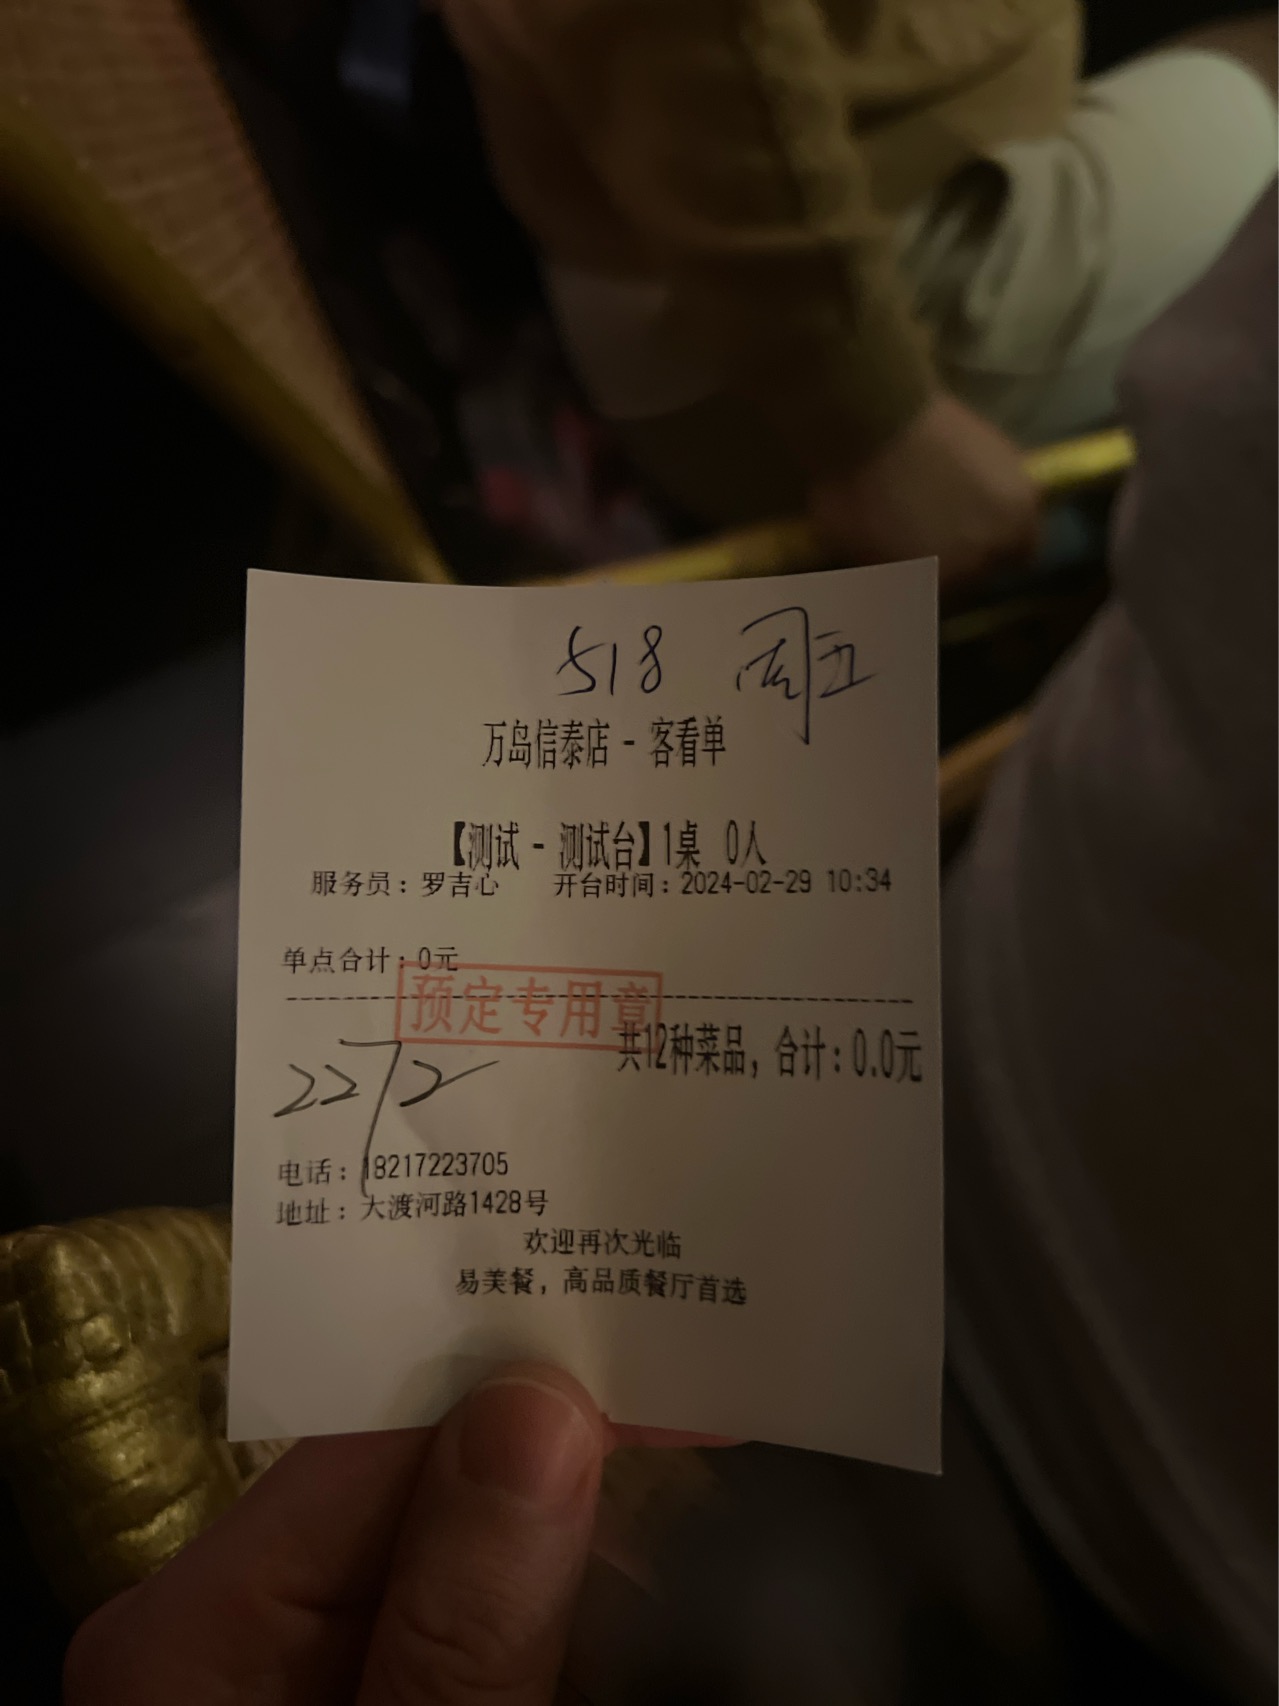 518 周五
万岛信泰店 - 客看单
【测试 - 测试台】1桌 0人
服务员：罗吉心 开台时间：2024-02-29 10:34
单点合计：0元
预定专用章
共12种菜品，合计：0.0元
2272
电话：18217223705
地址：大渡河路1428号
欢迎再次光临
易美餐，高品质餐厅首选